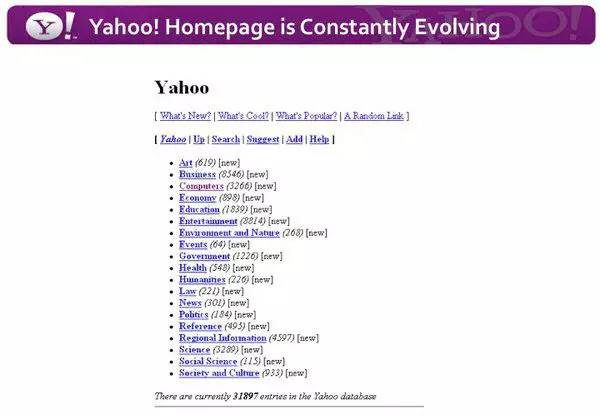 Y! Yahoo! Homepage is Constantly Evolving
YAHOO!
Yahoo
[ What's New? | What's Cool? | What's Popular? | A Random Link ]
[ Yahoo | Up | Search | Suggest | Add | Help ]
• Art (619) [new]
• Business (8546) [new]
• Computers (3266) [new]
• Economy (898) [new]
• Education (1839) [new]
• Entertainment (8814) [new]
• Environment and Nature (268) [new]
• Events (64) [new]
• Government (1226) [new]
• Health (548) [new]
• Humanities (226) [new]
• Law (221) [new]
• News (301) [new]
• Politics (184) [new]
• Reference (495) [new]
• Regional Information (4597) [new]
• Science (3289) [new]
• Social Science (115) [new]
• Society and Culture (933) [new]
There are currently 31897 entries in the Yahoo database